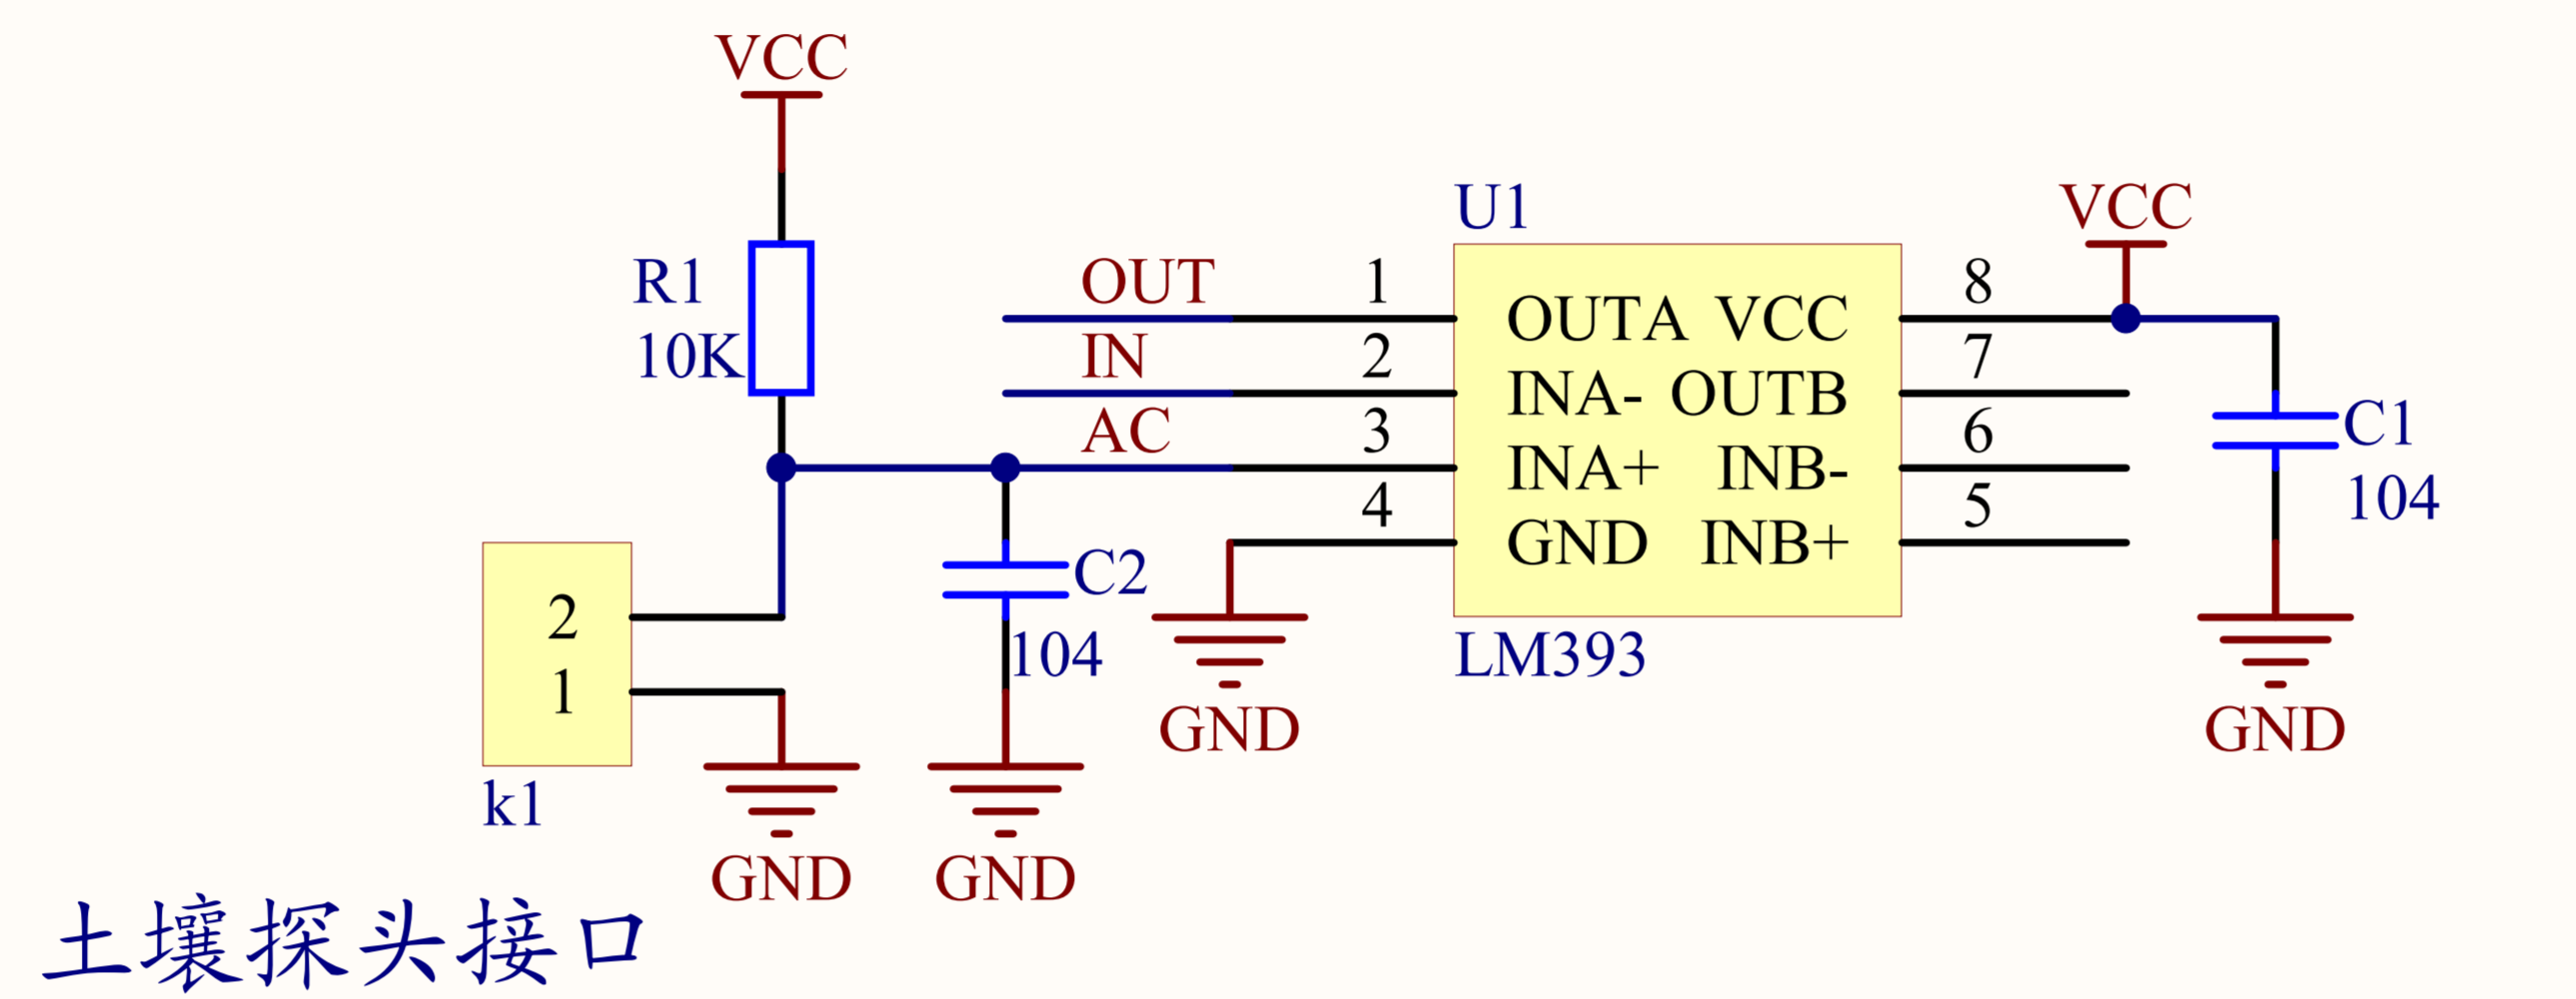 VCC
R1
10K
OUT
IN
AC
1
2
3
4
U1
OUTA VCC
INA- OUTB
INA+ INB-
GND INB+
LM393
8
7
6
5
VCC
C1
104
GND
C2
104
GND
2
1
k1
GND
GND
土壤探头接口